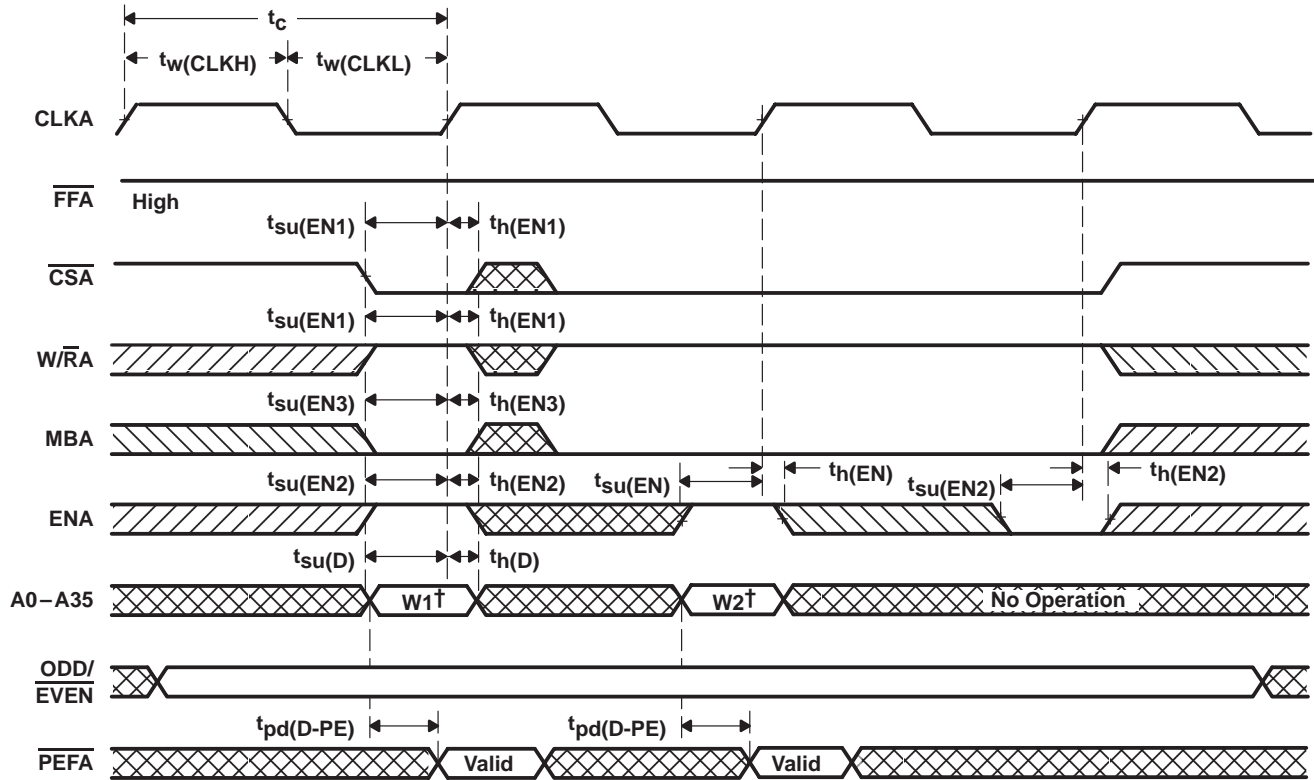 tc
tw(CLKH)
tw(CLKL)
CLKA
FFA
High
tsu(EN1)
th(EN1)
CSA
tsu(EN1)
th(EN1)
W/RA
tsu(EN3)
th(EN3)
MBA
tsu(EN2)
th(EN2)
tsu(EN)
th(EN)
tsu(EN2)
th(EN2)
ENA
tsu(D)
th(D)
A0–A35
W1†
W2†
No Operation
ODD/
EVEN
tpd(D-PE)
tpd(D-PE)
PEFA
Valid
Valid